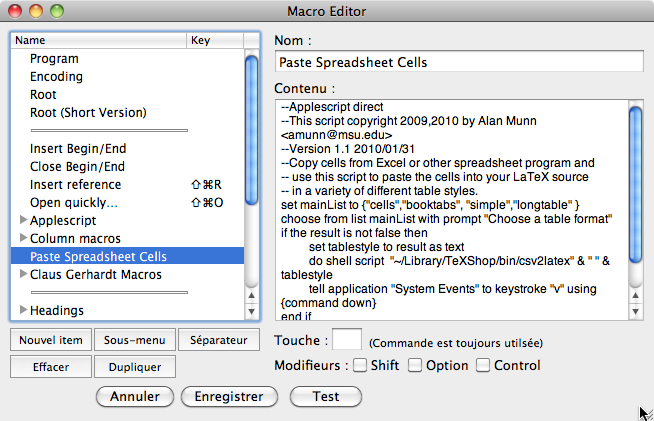 Macro Editor
Name Key
Program
Encoding
Root
Root (Short Version)
Insert Begin/End
Close Begin/End
Insert reference ⇧⌘R
Open quickly... ⇧⌘O
Applescript
Column macros
Paste Spreadsheet Cells
Claus Gerhardt Macros
Headings
Nouvel item Sous-menu Séparateur
Effacer Dupliquer
Nom :
Paste Spreadsheet Cells
Contenu :
--Applescript direct
--This script copyright 2009,2010 by Alan Munn
<amunn@msu.edu>
--Version 1.1 2010/01/31
--Copy cells from Excel or other spreadsheet program and
-- use this script to paste the cells into your LaTeX source
-- in a variety of different table styles.
set mainList to {"cells","booktabs", "simple","longtable" }
choose from list mainList with prompt "Choose a table format"
if the result is not false then
set tablestyle to result as text
do shell script "~/Library/TeXShop/bin/csv2latex" & " " &
tablestyle
tell application "System Events" to keystroke "v" using
{command down}
end if
Touche : (Commande est toujours utilsée)
Modifieurs : Shift Option Control
Annuler Enregistrer Test